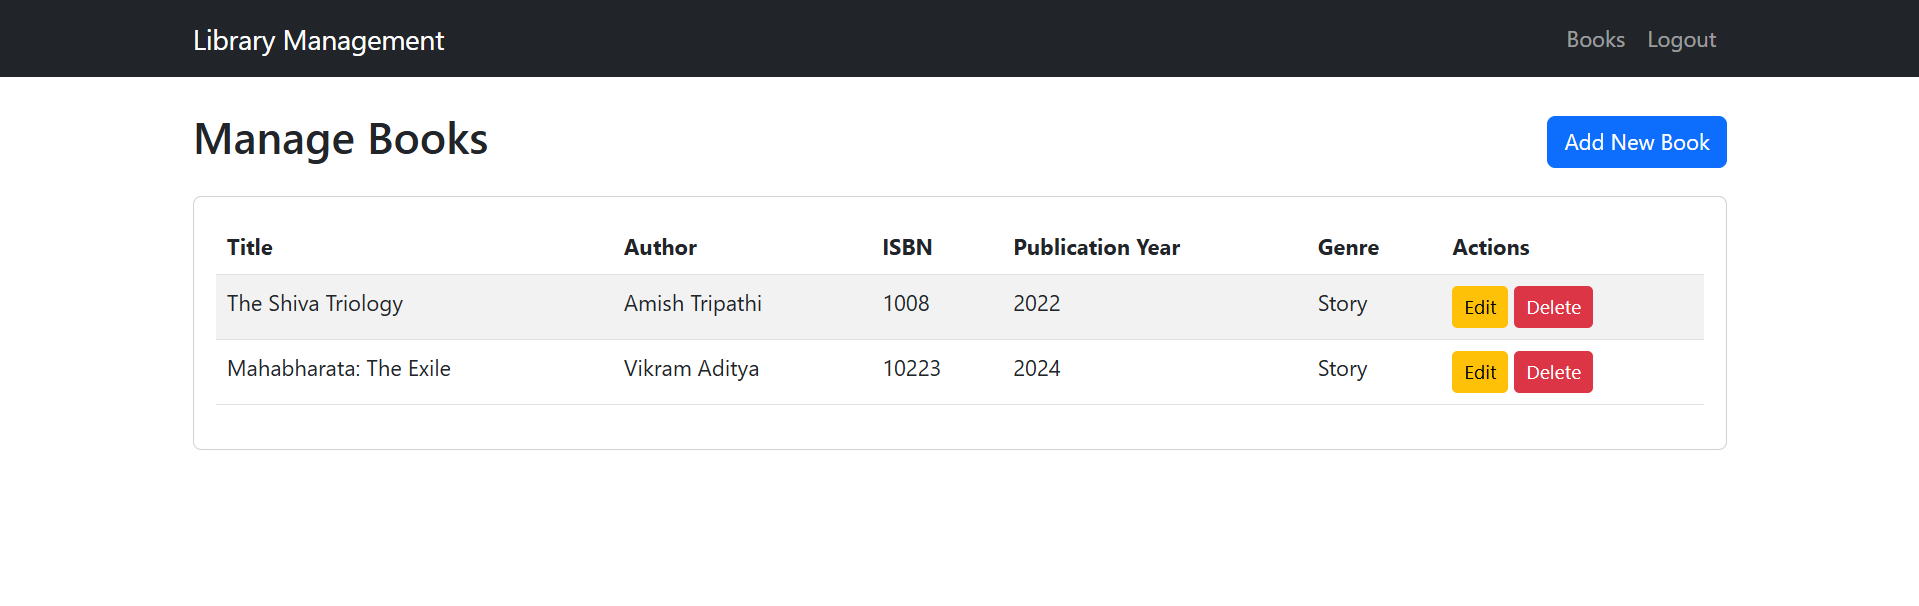 Library Management Books Logout
Manage Books Add New Book
Title Author ISBN Publication Year Genre Actions
The Shiva Triology Amish Tripathi 1008 2022 Story Edit Delete
Mahabharata: The Exile Vikram Aditya 10223 2024 Story Edit Delete